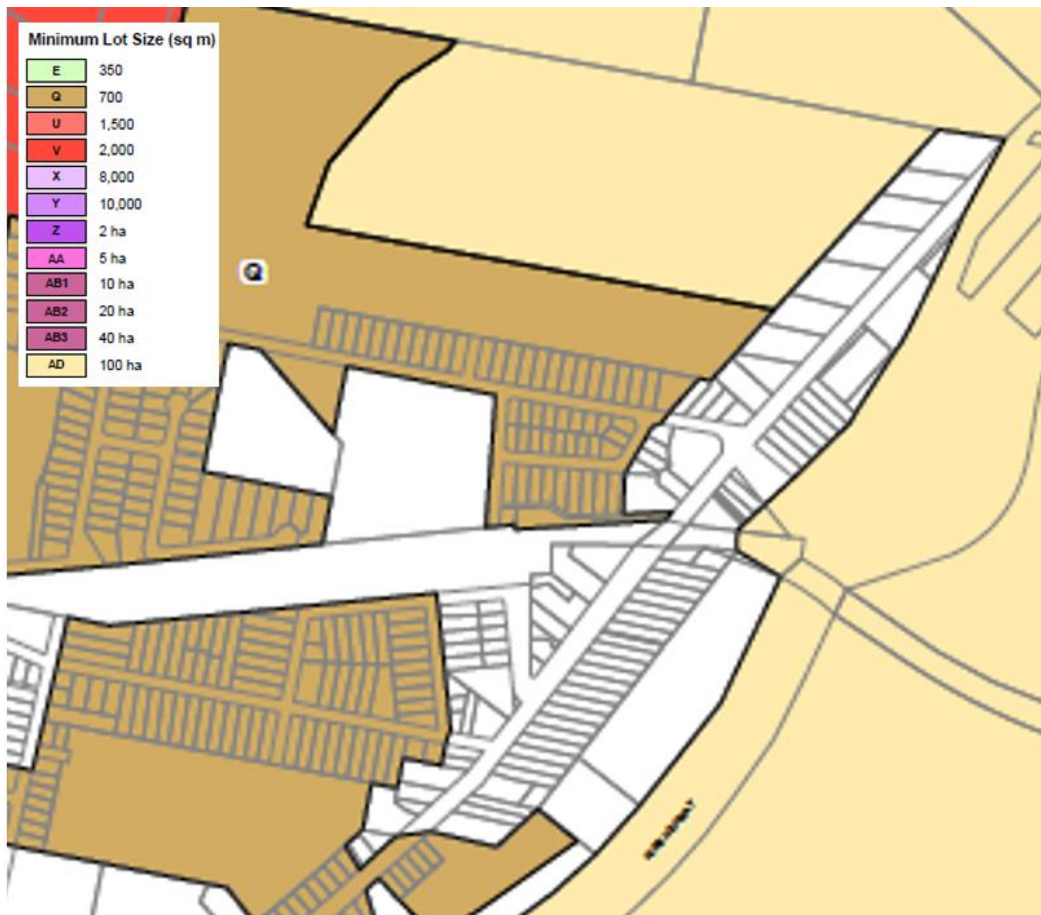 Minimum Lot Size (sq m)
E 350
Q 700
U 1,500
V 2,000
X 8,000
Y 10,000
Z 2 ha
AA 5 ha
AB1 10 ha
AB2 20 ha
AB3 40 ha
AD 100 ha
Q